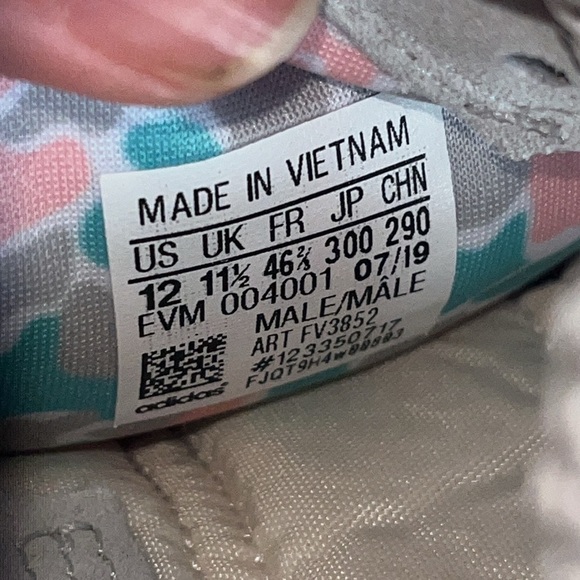 MADE IN VIETNAM
US UK FR JP CHN
12 11½ 46⅔ 300 290
EVM 004001 07/19
MALE/MÂLE
ART FV3852
#123350717
FJQT9H4W00803
adidas